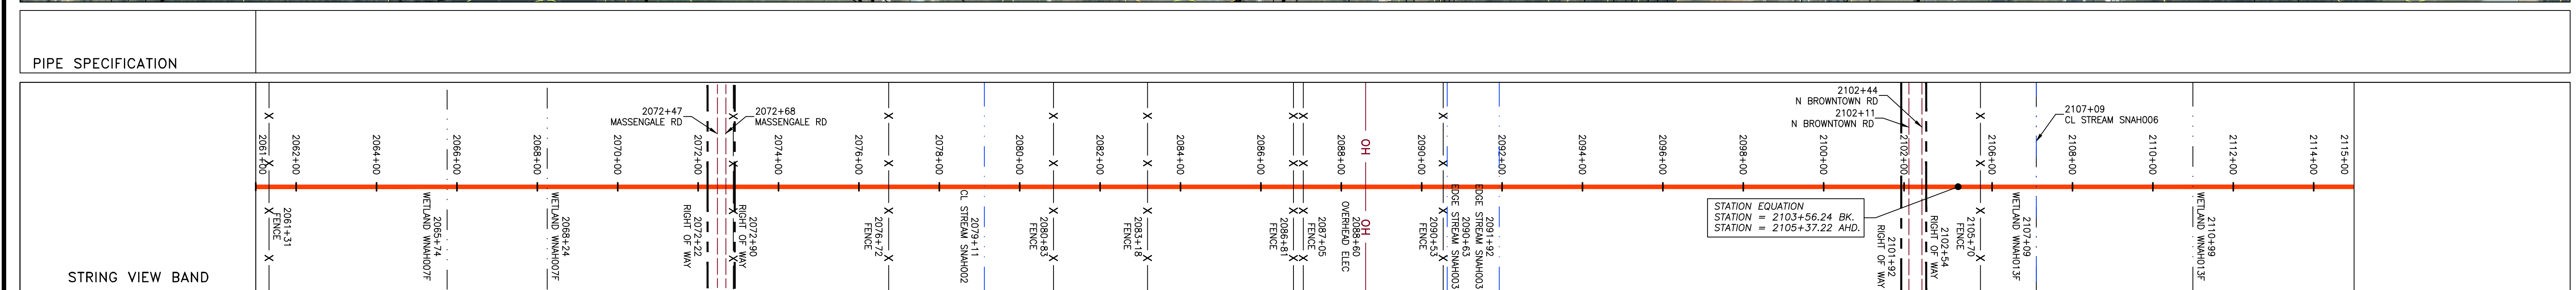 PIPE SPECIFICATION
STRING VIEW BAND
2061+00
2062+00
2064+00
2066+00
2068+00
2070+00
2072+00
2074+00
2076+00
2078+00
2080+00
2082+00
2084+00
2086+00
2088+00
2090+00
2092+00
2094+00
2096+00
2098+00
2100+00
2102+00
2106+00
2108+00
2110+00
2112+00
2114+00
2115+00
2072+47
MASSENGALE RD
2072+68
MASSENGALE RD
OH
OH
2102+44
N BROWNTOWN RD
2102+11
N BROWNTOWN RD
2107+09
CL STREAM SNAH006
2061+31
FENCE
2065+74
WETLAND WNAH007F
2068+24
WETLAND WNAH007F
2072+22
RIGHT OF WAY
2072+90
RIGHT OF WAY
2076+72
FENCE
2079+11
CL STREAM SNAH002
2080+83
FENCE
2083+18
FENCE
2086+81
FENCE
2087+05
FENCE
2088+60
OVERHEAD ELEC
2090+53
FENCE
2090+63
EDGE STREAM SNAH003
2091+92
EDGE STREAM SNAH003
STATION EQUATION
STATION = 2103+56.24 BK.
STATION = 2105+37.22 AHD.
2101+92
RIGHT OF WAY
2102+54
RIGHT OF WAY
2105+70
FENCE
2107+09
WETLAND WNAH013F
2110+99
WETLAND WNAH013F